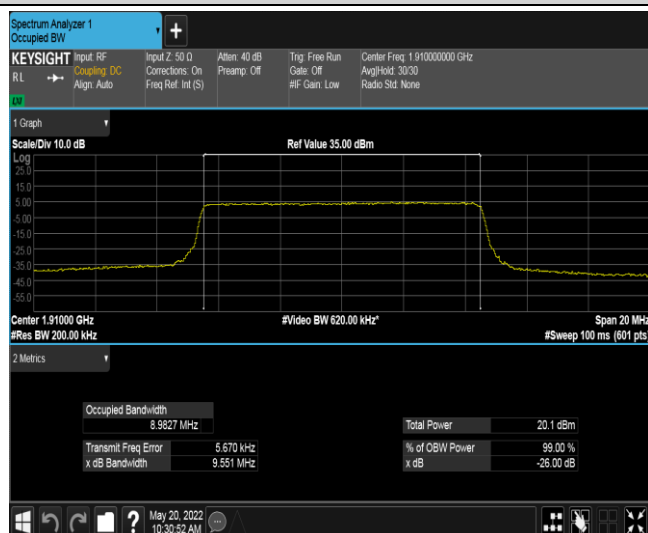 Spectrum Analyzer 1
Occupied BW
+
KEYSIGHT Input: RF Input Z: 50 Ω Atten: 40 dB Trig: Free Run Center Freq: 1.910000000 GHz
RL Coupling: DC Corrections: On Preamp: Off Gate: Off Avg|Hold: 30/30
Align: Auto Freq Ref: Int (S) #IF Gain: Low Radio Std: None
LXI
1 Graph
Scale/Div 10.0 dB Ref Value 35.00 dBm
Log
25.0
15.0
5.00
-5.00
-15.0
-25.0
-35.0
-45.0
-55.0
Center 1.91000 GHz #Video BW 620.00 kHz* Span 20 MHz
#Res BW 200.00 kHz #Sweep 100 ms (601 pts)
2 Metrics
Occupied Bandwidth
8.9827 MHz Total Power 20.1 dBm
Transmit Freq Error 5.670 kHz % of OBW Power 99.00 %
x dB Bandwidth 9.551 MHz x dB -26.00 dB
? May 20, 2022
10:30:52 AM